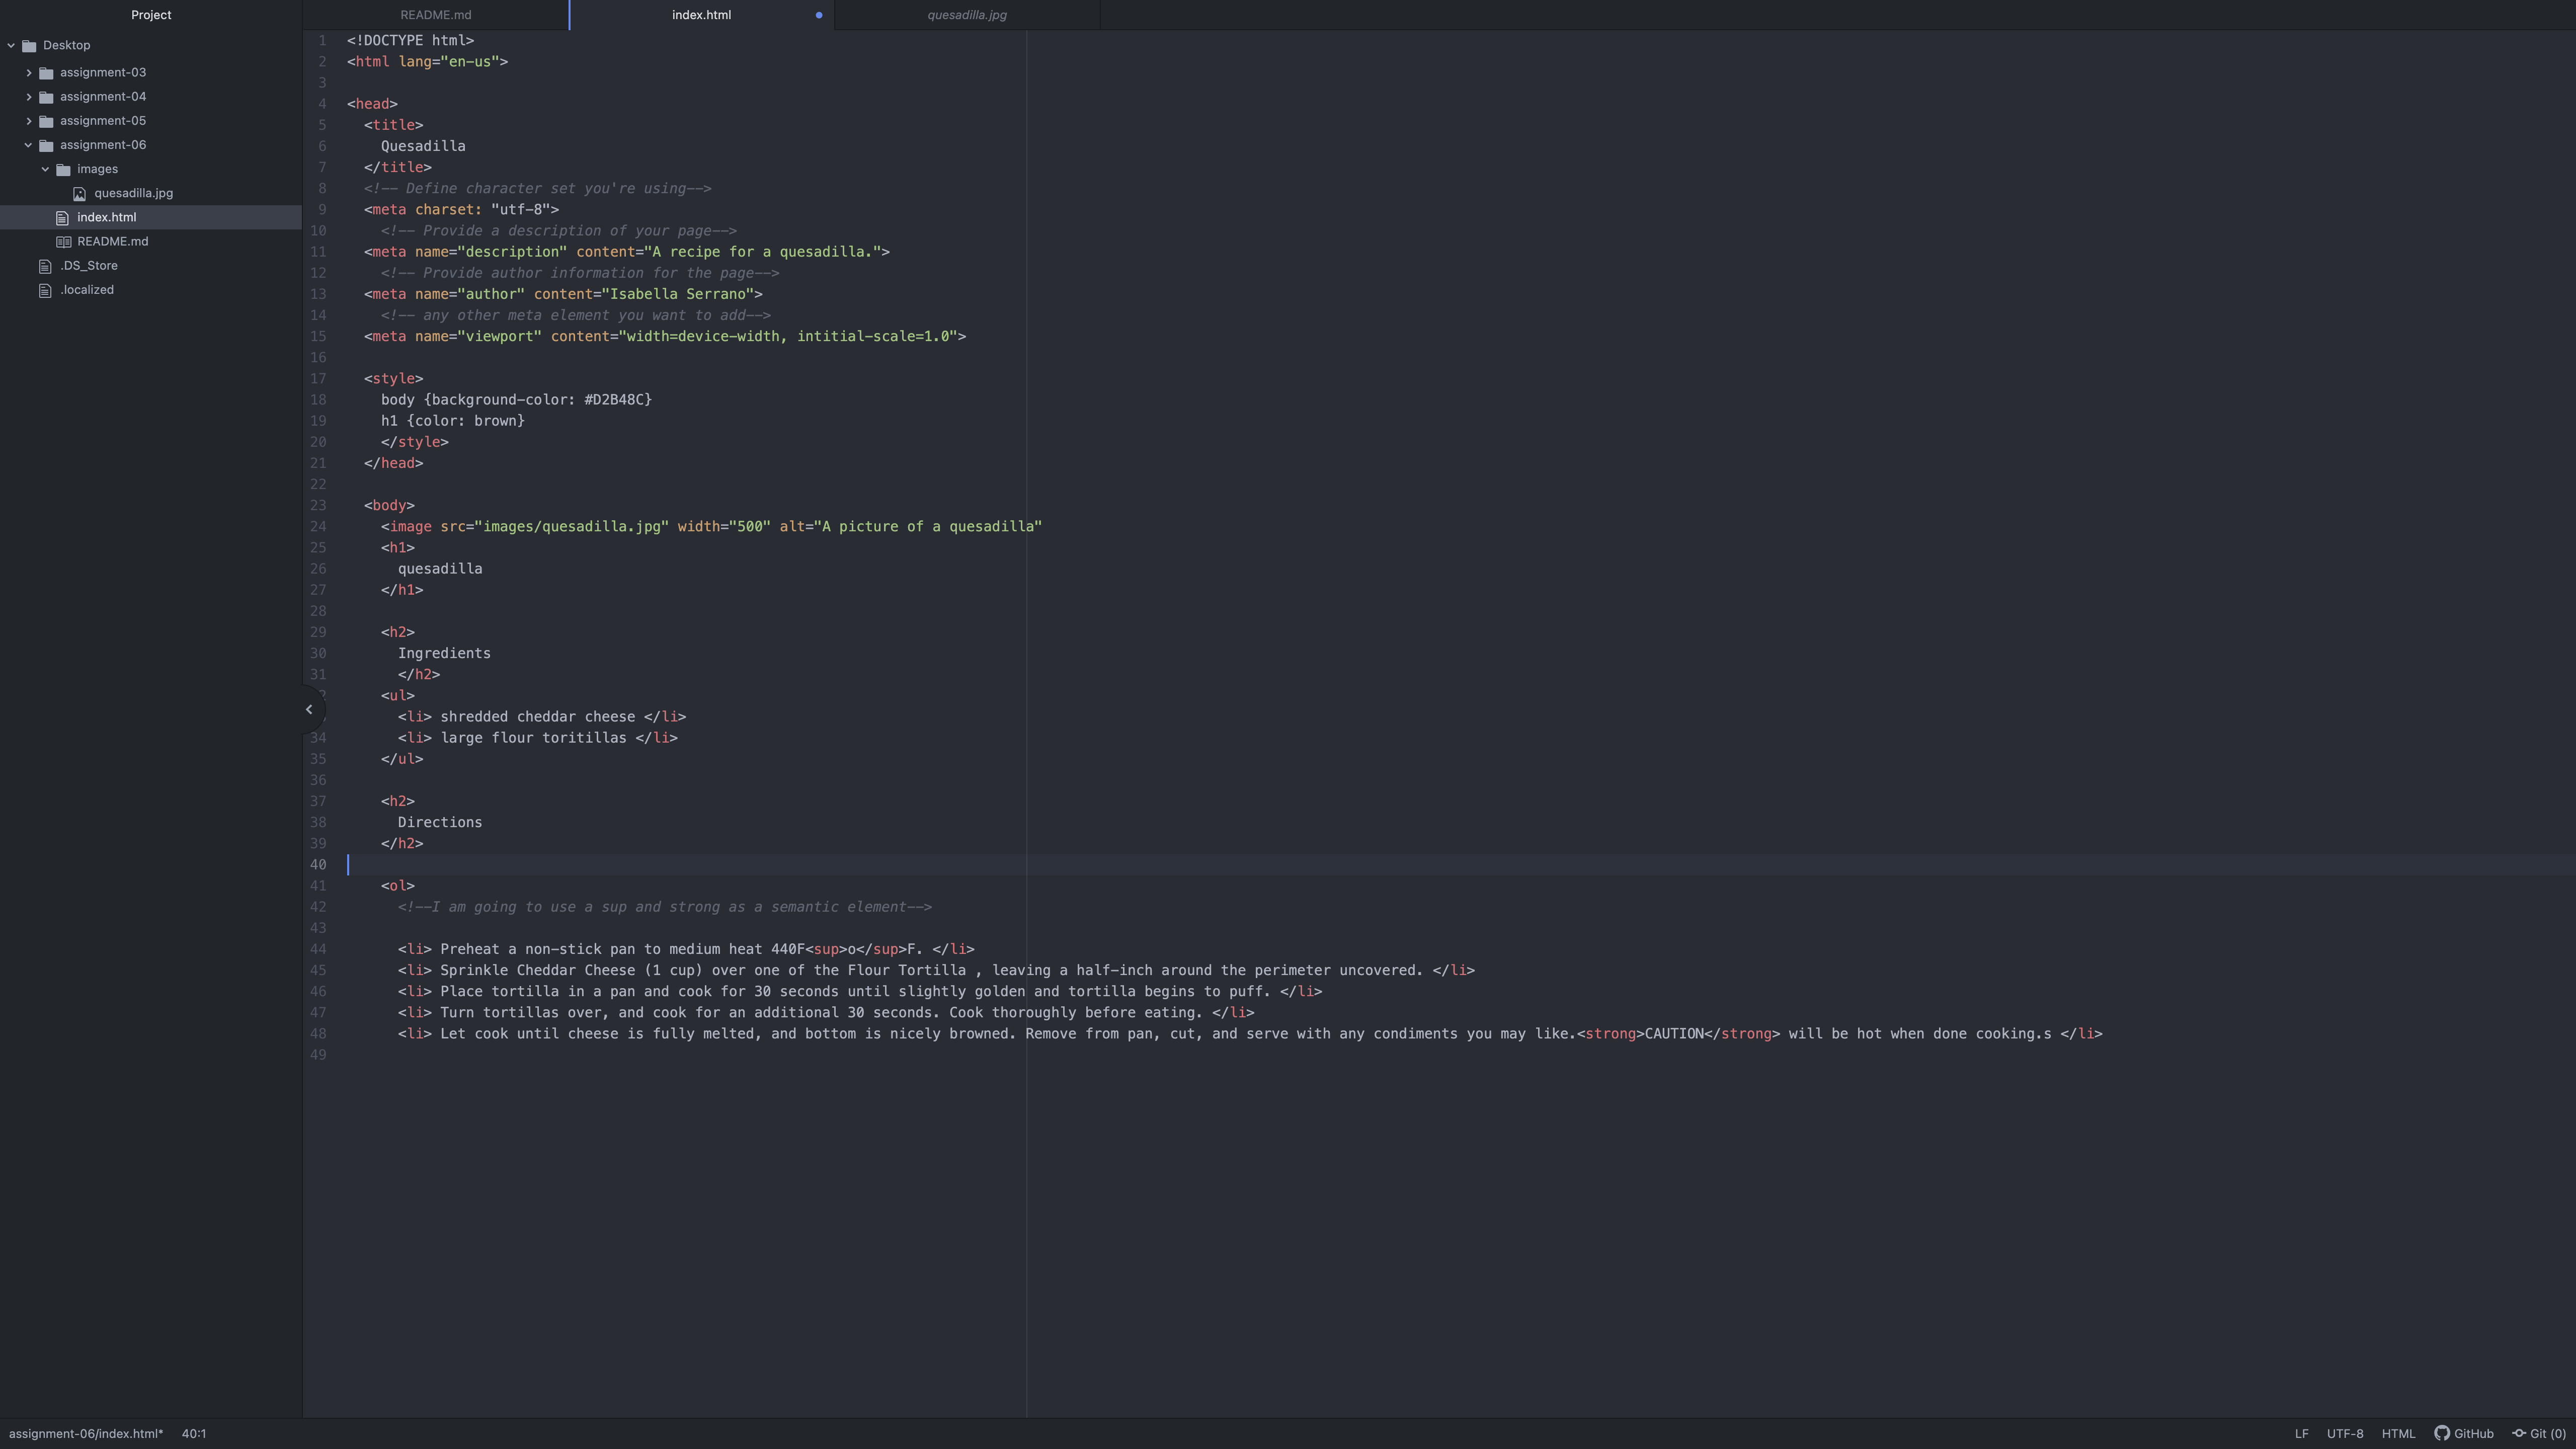 Project
README.md
index.html
quesadilla.jpg
Desktop
assignment-03
assignment-04
assignment-05
assignment-06
images
quesadilla.jpg
index.html
README.md
.DS_Store
.localized
1 <!DOCTYPE html>
2 <html lang="en-us">
3
4 <head>
5 <title>
6 Quesadilla
7 </title>
8 <!-- Define character set you're using-->
9 <meta charset: "utf-8">
10 <!-- Provide a description of your page-->
11 <meta name="description" content="A recipe for a quesadilla.">
12 <!-- Provide author information for the page-->
13 <meta name="author" content="Isabella Serrano">
14 <!-- any other meta element you want to add-->
15 <meta name="viewport" content="width=device-width, intitial-scale=1.0">
16
17 <style>
18 body {background-color: #D2B48C}
19 h1 {color: brown}
20 </style>
21 </head>
22
23 <body>
24 <image src="images/quesadilla.jpg" width="500" alt="A picture of a quesadilla"
25 <h1>
26 quesadilla
27 </h1>
28
29 <h2>
30 Ingredients
31 </h2>
<ul>
<li> shredded cheddar cheese </li>
34 <li> large flour toritillas </li>
35 </ul>
36
37 <h2>
38 Directions
39 </h2>
40
41 <ol>
42 <!--I am going to use a sup and strong as a semantic element-->
43
44 <li> Preheat a non-stick pan to medium heat 440F<sup>o</sup>F. </li>
45 <li> Sprinkle Cheddar Cheese (1 cup) over one of the Flour Tortilla , leaving a half-inch around the perimeter uncovered. </li>
46 <li> Place tortilla in a pan and cook for 30 seconds until slightly golden and tortilla begins to puff. </li>
47 <li> Turn tortillas over, and cook for an additional 30 seconds. Cook thoroughly before eating. </li>
48 <li> Let cook until cheese is fully melted, and bottom is nicely browned. Remove from pan, cut, and serve with any condiments you may like.<strong>CAUTION</strong> will be hot when done cooking.s </li>
49
assignment-06/index.html* 40:1
LF UTF-8 HTML GitHub Git (0)